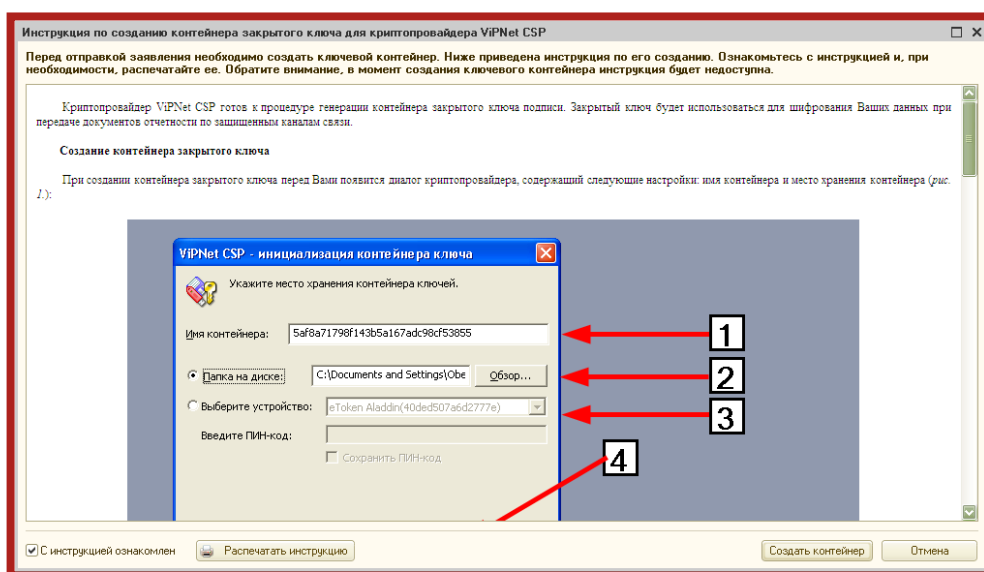 Инструкция по созданию контейнера закрытого ключа для криптопровайдера ViPNet CSP
Перед отправкой заявления необходимо создать ключевой контейнер. Ниже приведена инструкция по его созданию. Ознакомьтесь с инструкцией и, при
необходимости, распечатайте ее. Обратите внимание, в момент создания ключевого контейнера инструкция будет недоступна.
Криптопровайдер ViPNet CSP готов к процедуре генерации контейнера закрытого ключа подписи. Закрытый ключ будет использоваться для шифрования Ваших данных при
передаче документов отчетности по защищенным каналам связи.
Создание контейнера закрытого ключа
При создании контейнера закрытого ключа перед Вами появится диалог криптопровайдера, содержащий следующие настройки: имя контейнера и место хранения контейнера (рис.
1.):
ViPNet CSP - инициализация контейнера ключа
Укажите место хранения контейнера ключей.
Имя контейнера: 5af8a71798f143b5a167adc98cf53855
1
Папка на диске: C:\Documents and Settings\Obe Обзор...
2
Выберите устройство: eToken Aladdin(40ded507a6d2777e)
3
Введите ПИН-код:
Сохранить ПИН-код
4
С инструкцией ознакомлен Распечатать инструкцию Создать контейнер Отмена